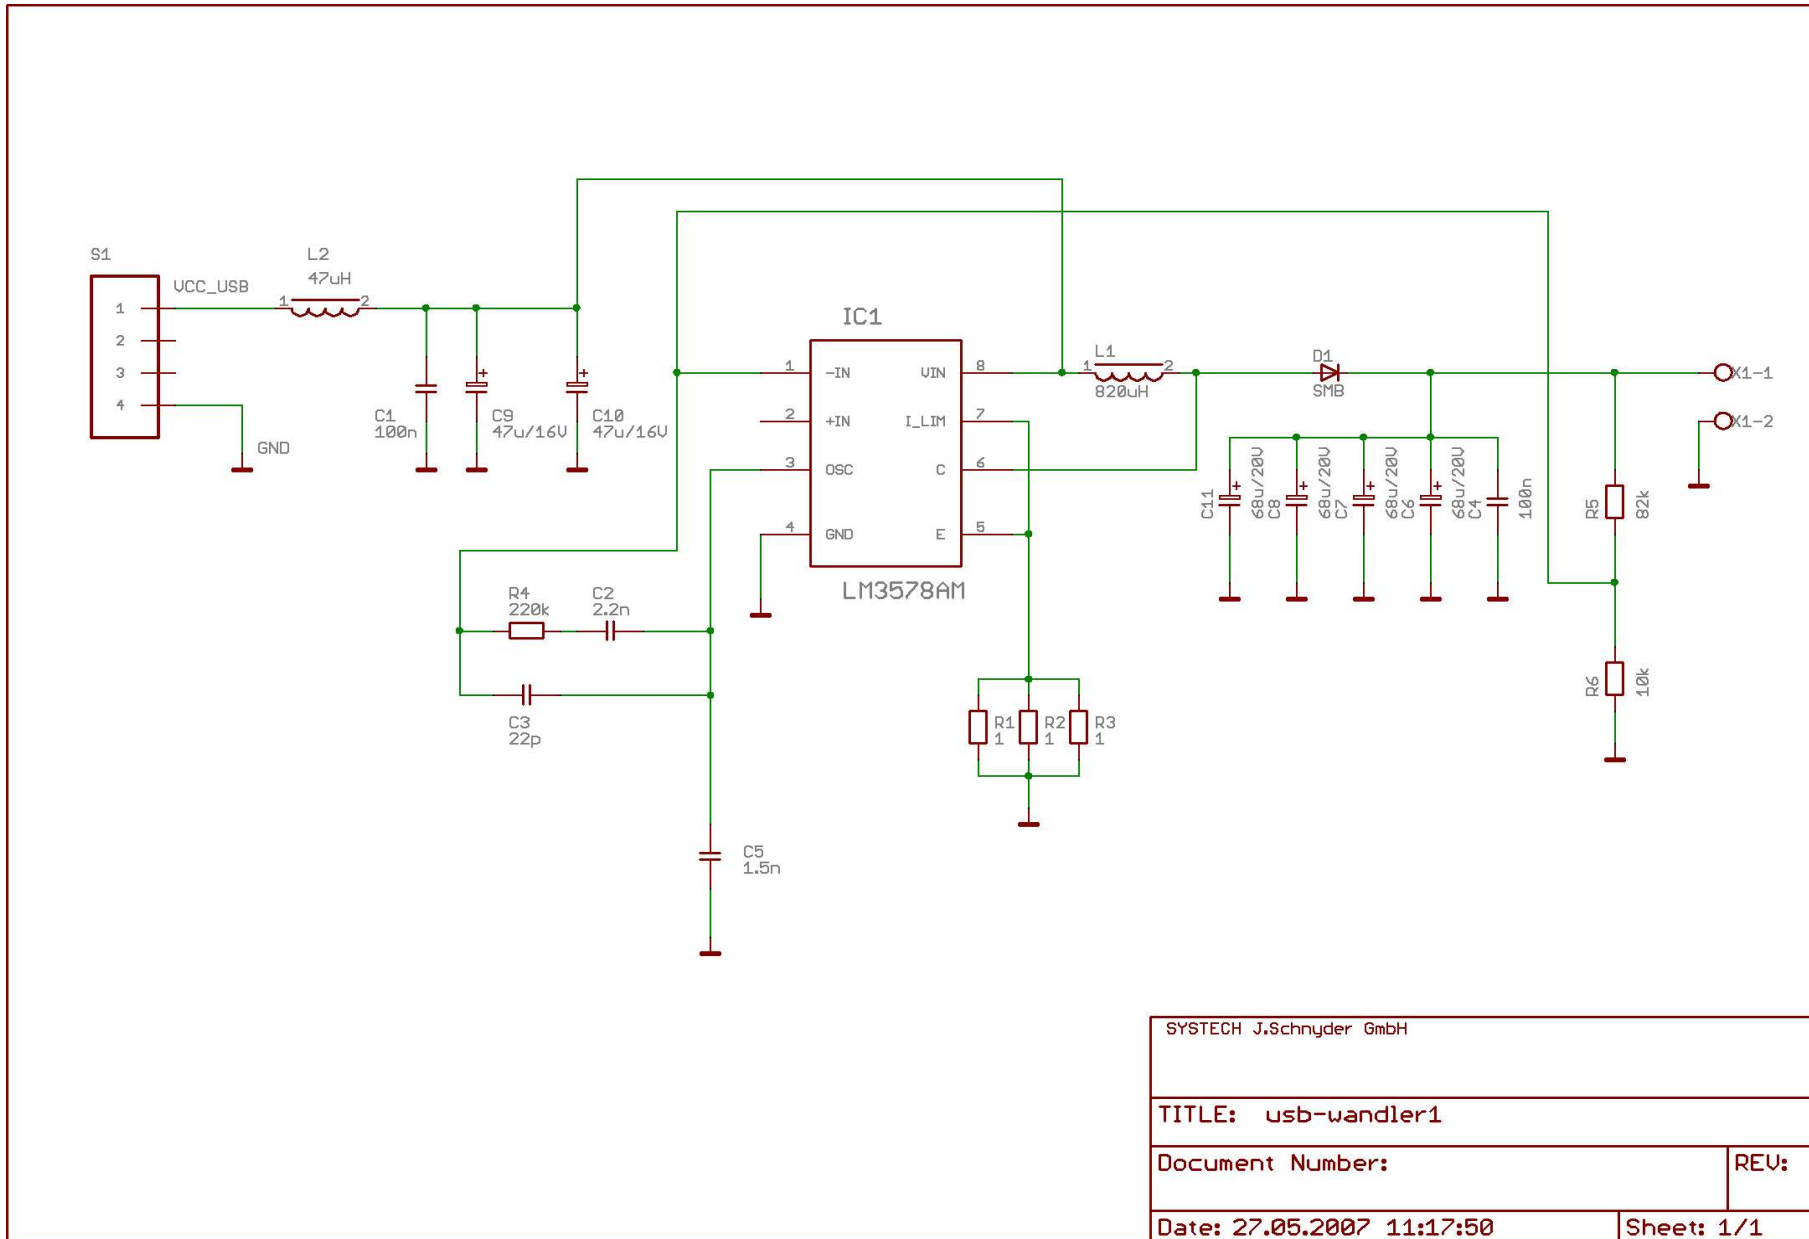 S1
VCC_USB
1
2
3
4
GND
L2
47uH
1 2
C1
100n
C9
47u/16V
C10
47u/16V
IC1
1 -IN VIN 8
2 +IN I_LIM 7
3 OSC C 6
4 GND E 5
LM3578AM
L1
1 2
820uH
D1
SMB
X1-1
X1-2
C11
68u/20V
C8
68u/20V
C7
68u/20V
C6
68u/20V
C4
100n
R5
82k
R6
10k
R4
220k
C2
2.2n
C3
22p
R1
1
R2
1
R3
1
C5
1.5n
SYSTECH J.Schnyder GmbH
TITLE: usb-wandler1
Document Number:
REV:
Date: 27.05.2007 11:17:50
Sheet: 1/1